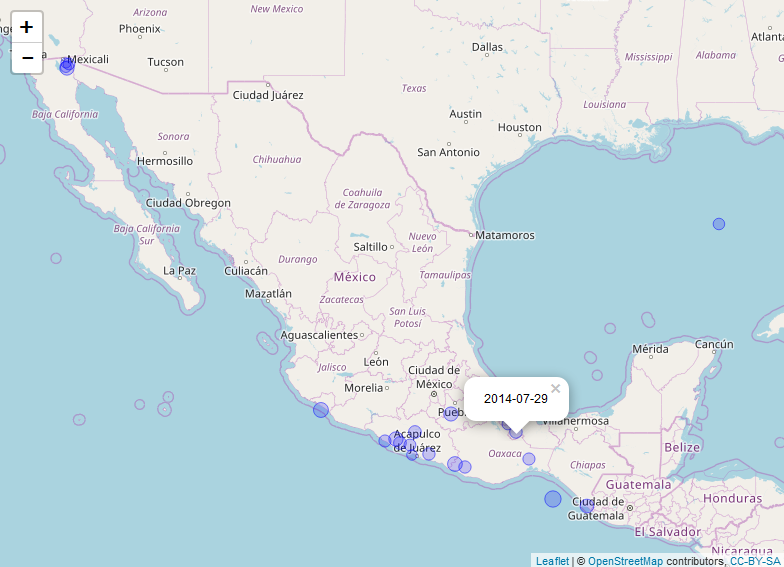 +
−
Arizona
New Mexico
Phoenix
Dallas
Mississippi
Alabama
Mexicali
Tucson
Ciudad Juárez
Texas
Louisiana
Baja California
Austin
Houston
Sonora
San Antonio
Hermosillo
Chihuahua
Coahuila
de Zaragoza
Ciudad Obregon
Baja California
Sur
Nuevo
León
Matamoros
Saltillo
La Paz
Culiacán
Durango
México
Tamaulipas
Mazatlán
Zacatecas
San Luis
Potosí
Aguascalientes
Mérida
Cancún
León
Jalisco
Ciudad de
México
Morelia
×
2014-07-29
Villahermosa
Acapulco
de Juárez
Oaxaca
Belize
Chiapas
Guatemala
Honduras
Ciudad de
Guatemala
El Salvador
Nicaragua
Leaflet | © OpenStreetMap contributors, CC-BY-SA